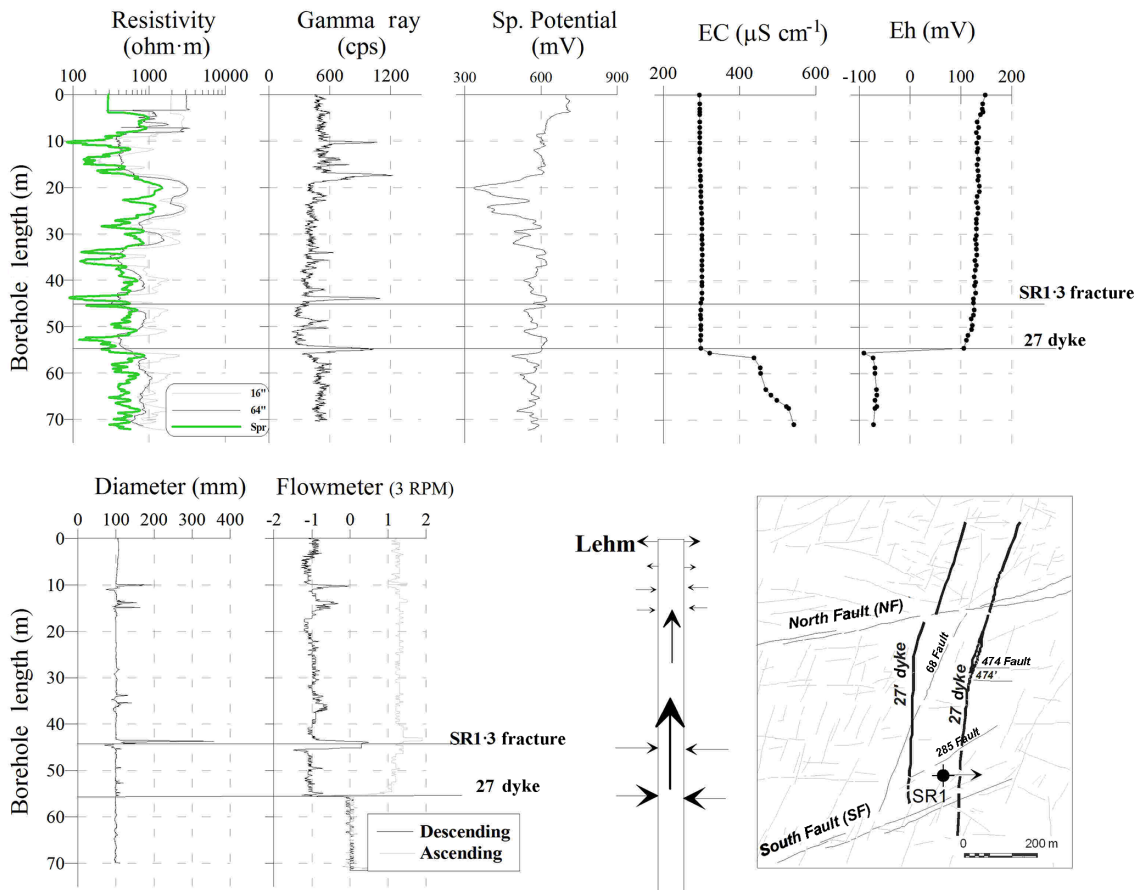 Resistivity Gamma ray Sp. Potential EC (µS cm⁻¹) Eh (mV)
(ohm·m) (cps) (mV)
100 1000 10000 0 600 1200 300 600 900 200 400 600 -100 0 100 200
Borehole length (m)
0
10
20
30
40
50
60
70
SR1·3 fracture
27 dyke
16"
64"
Spr
Diameter (mm) Flowmeter (3 RPM)
0 100 200 300 400 -2 -1 0 1 2
Borehole length (m)
0
10
20
30
40
50
60
70
SR1·3 fracture
27 dyke
Descending
Ascending
Lehm
North Fault (NF)
68 Fault
27' dyke
27 dyke
474 Fault
474'
285 Fault
SR1
South Fault (SF)
0 200 m